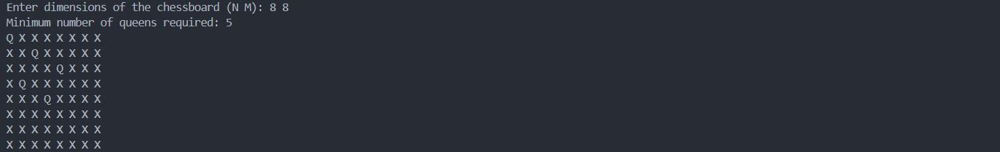 Enter dimensions of the chessboard (N M): 8 8
Minimum number of queens required: 5
Q X X X X X X X
X X Q X X X X X
X X X X Q X X X
X Q X X X X X X
X X X Q X X X X
X X X X X X X X
X X X X X X X X
X X X X X X X X